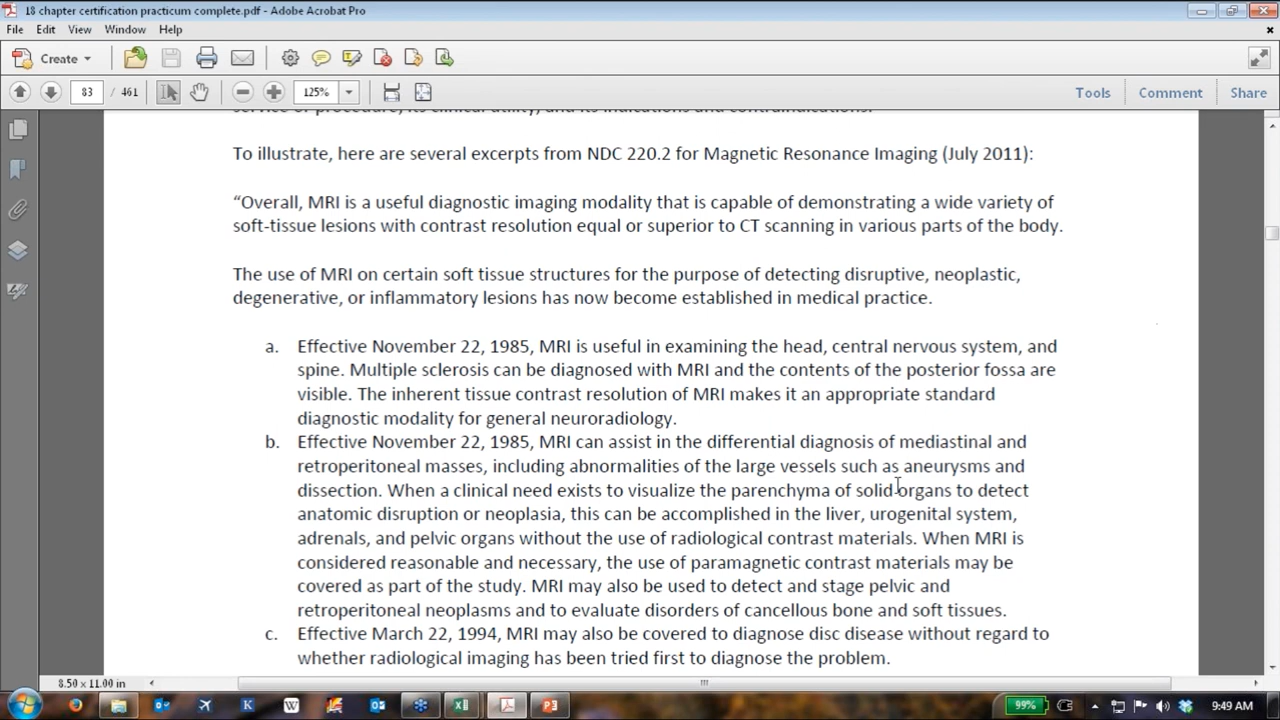 18 chapter certification practicum complete.pdf - Adobe Acrobat Pro
File Edit View Window Help
Create
83 / 461 125% Tools Comment Share
service or procedure, its clinical utility, and its indications and contraindications.
To illustrate, here are several excerpts from NDC 220.2 for Magnetic Resonance Imaging (July 2011):
“Overall, MRI is a useful diagnostic imaging modality that is capable of demonstrating a wide variety of
soft-tissue lesions with contrast resolution equal or superior to CT scanning in various parts of the body.
The use of MRI on certain soft tissue structures for the purpose of detecting disruptive, neoplastic,
degenerative, or inflammatory lesions has now become established in medical practice.
a. Effective November 22, 1985, MRI is useful in examining the head, central nervous system, and
spine. Multiple sclerosis can be diagnosed with MRI and the contents of the posterior fossa are
visible. The inherent tissue contrast resolution of MRI makes it an appropriate standard
diagnostic modality for general neuroradiology.
b. Effective November 22, 1985, MRI can assist in the differential diagnosis of mediastinal and
retroperitoneal masses, including abnormalities of the large vessels such as aneurysms and
dissection. When a clinical need exists to visualize the parenchyma of solid organs to detect
anatomic disruption or neoplasia, this can be accomplished in the liver, urogenital system,
adrenals, and pelvic organs without the use of radiological contrast materials. When MRI is
considered reasonable and necessary, the use of paramagnetic contrast materials may be
covered as part of the study. MRI may also be used to detect and stage pelvic and
retroperitoneal neoplasms and to evaluate disorders of cancellous bone and soft tissues.
c. Effective March 22, 1994, MRI may also be covered to diagnose disc disease without regard to
whether radiological imaging has been tried first to diagnose the problem.
8.50 x 11.00 in
99% 9:49 AM